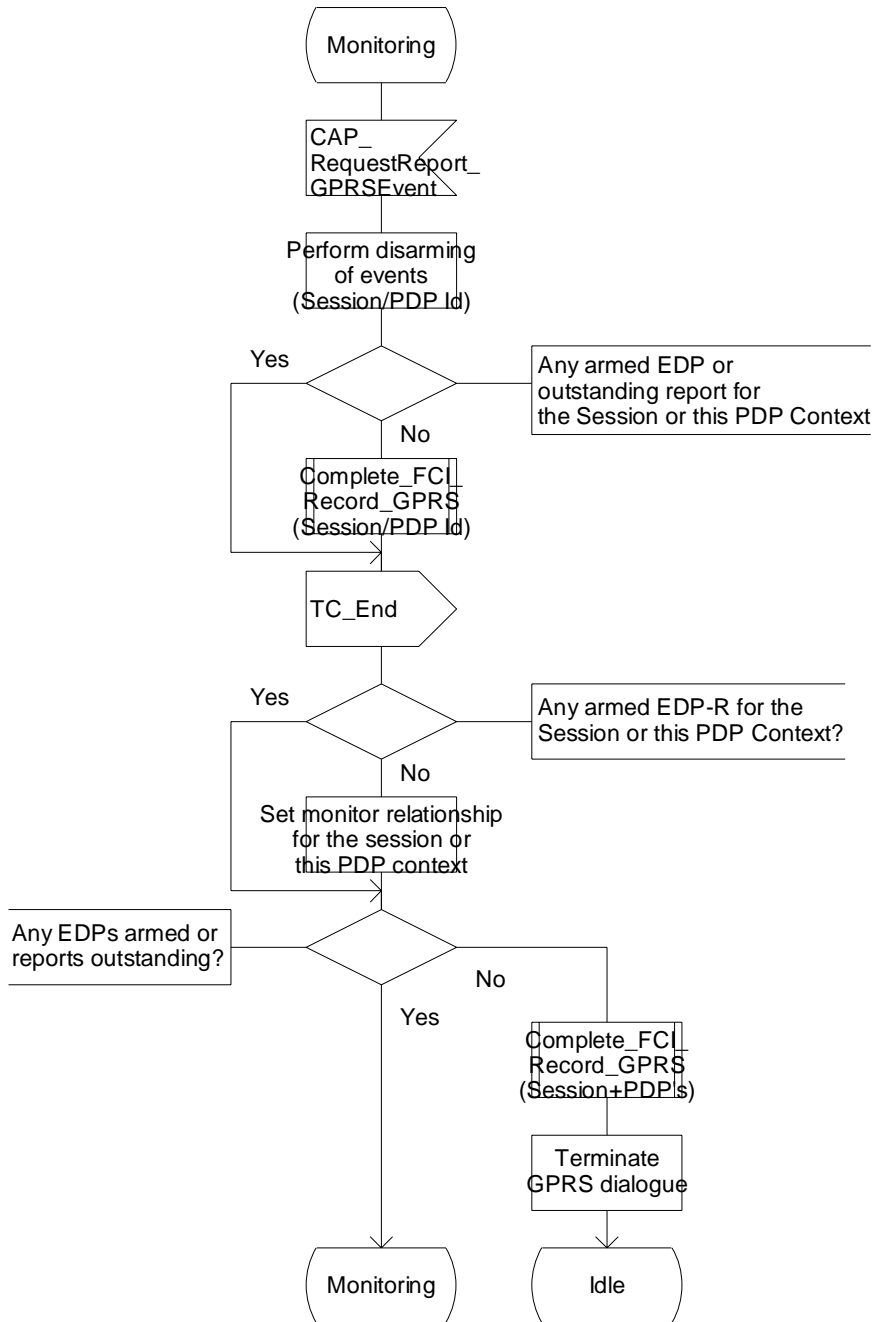 Monitoring
CAP_
RequestReport_
GPRSEvent
Perform disarming
of events
(Session/PDP Id)
Yes
Any armed EDP or
outstanding report for
the Session or this PDP Context
No
Complete_FCI_
Record_GPRS
(Session/PDP Id)
TC_End
Yes
Any armed EDP-R for the
Session or this PDP Context?
No
Set monitor relationship
for the session or
this PDP context
Any EDPs armed or
reports outstanding?
No
Yes
Complete_FCI_
Record_GPRS
(Session+PDP's)
Terminate
GPRS dialogue
Monitoring
Idle